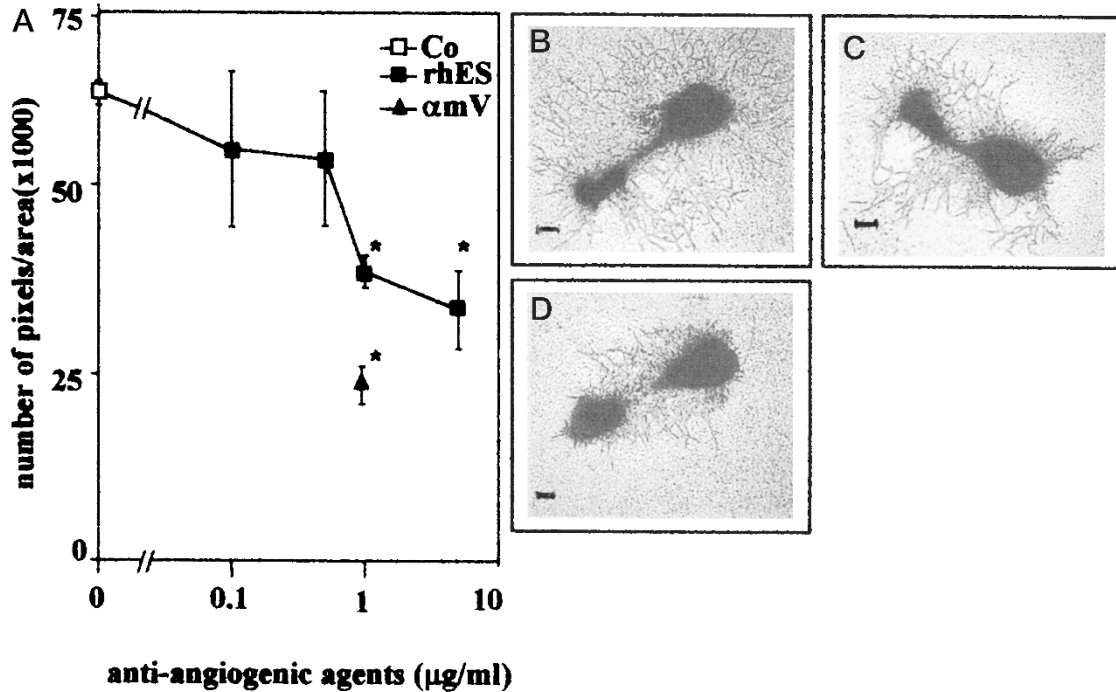 A
75
50
25
0
number of pixels/area(x1000)
Co
rhES
αmV
*
*
*
0
0.1
1
10
anti-angiogenic agents (μg/ml)
B
C
D